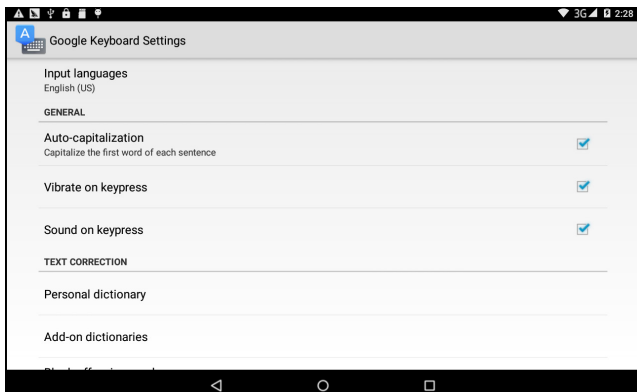 3G 2:28
Google Keyboard Settings
Input languages
English (US)
GENERAL
Auto-capitalization
Capitalize the first word of each sentence
Vibrate on keypress
Sound on keypress
TEXT CORRECTION
Personal dictionary
Add-on dictionaries